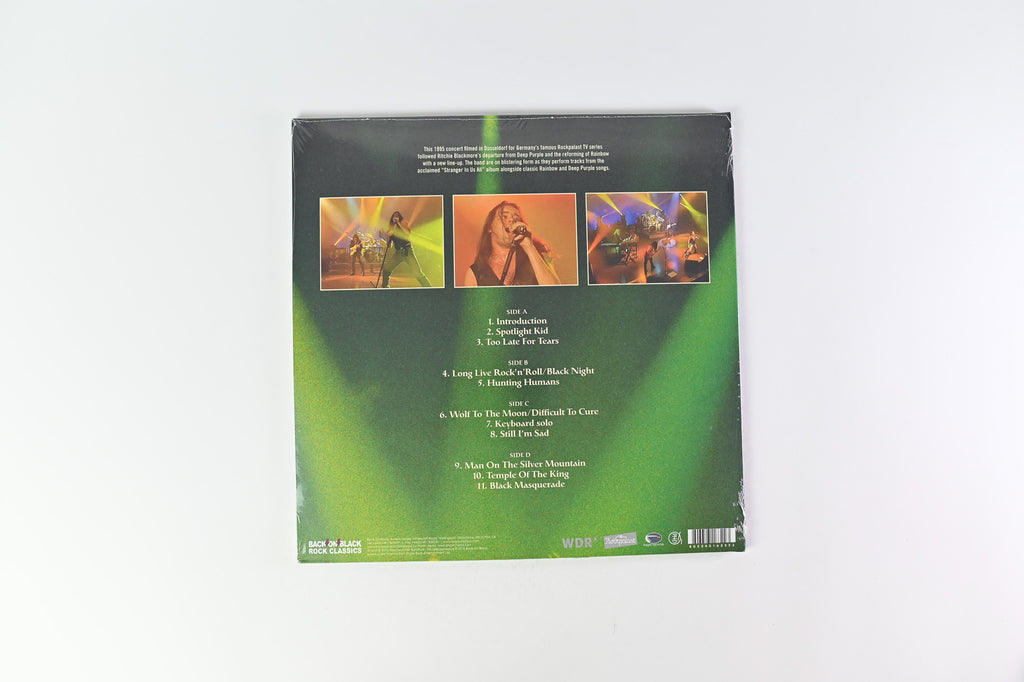 This 1995 concert filmed in Dusseldorf for Germany's famous Rockpalast TV series
followed Ritchie Blackmore's departure from Deep Purple and the reforming of Rainbow
with a new line-up. The band are on blistering form as they perform tracks from the
acclaimed "Stranger In Us All" album alongside classic Rainbow and Deep Purple songs.
SIDE A
1. Introduction
2. Spotlight Kid
3. Too Late For Tears
SIDE B
4. Long Live Rock'n'Roll/Black Night
5. Hunting Humans
SIDE C
6. Wolf To The Moon/Difficult To Cure
7. Keyboard solo
8. Still I'm Sad
SIDE D
9. Man On The Silver Mountain
10. Temple Of The King
11. Black Masquerade
BACK ON BLACK
ROCK CLASSICS
WDR
Rockpalast